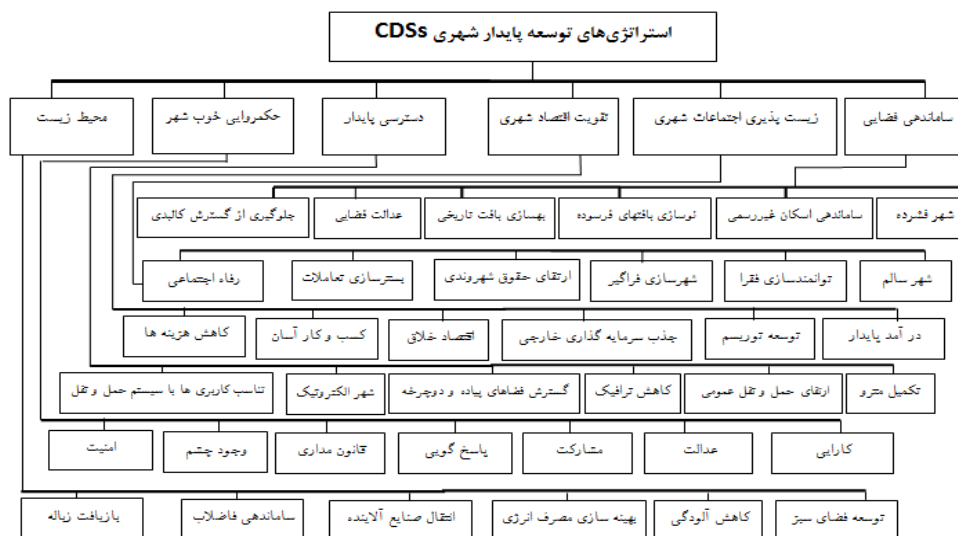 استراتژی‌های توسعه پایدار شهری CDSs
ساماندهی فضایی
زیست پذیری اجتماعات شهری
تقویت اقتصاد شهری
دسترسی پایدار
حکمروایی خوب شهر
محیط زیست
شهر فشرده
ساماندهی اسکان غیررسمی
نوسازی بافتهای فرسوده
بهسازی بافت تاریخی
عدالت فضایی
جلوگیری از گسترش کالبدی
شهر سالم
توانمندسازی فقرا
شهرسازی فراگیر
ارتقای حقوق شهروندی
بسترسازی تعاملات
رفاه اجتماعی
در آمد پایدار
توسعه توریسم
جذب سرمایه گذاری خارجی
اقتصاد خلاق
کسب و کار آسان
کاهش هزینه ها
تکمیل مترو
ارتقای حمل و نقل عمومی
کاهش ترافیک
گسترش فضاهای پیاده و دوچرخه
شهر الکترونیک
تناسب کاربری ها با سیستم حمل و نقل
کارایی
عدالت
مشارکت
پاسخ گویی
قانون مداری
وجود چشم
امنیت
توسعه فضای سبز
کاهش آلودگی
بهینه سازی مصرف انرژی
انتقال صنایع آلاینده
ساماندهی فاضلاب
بازیافت زباله